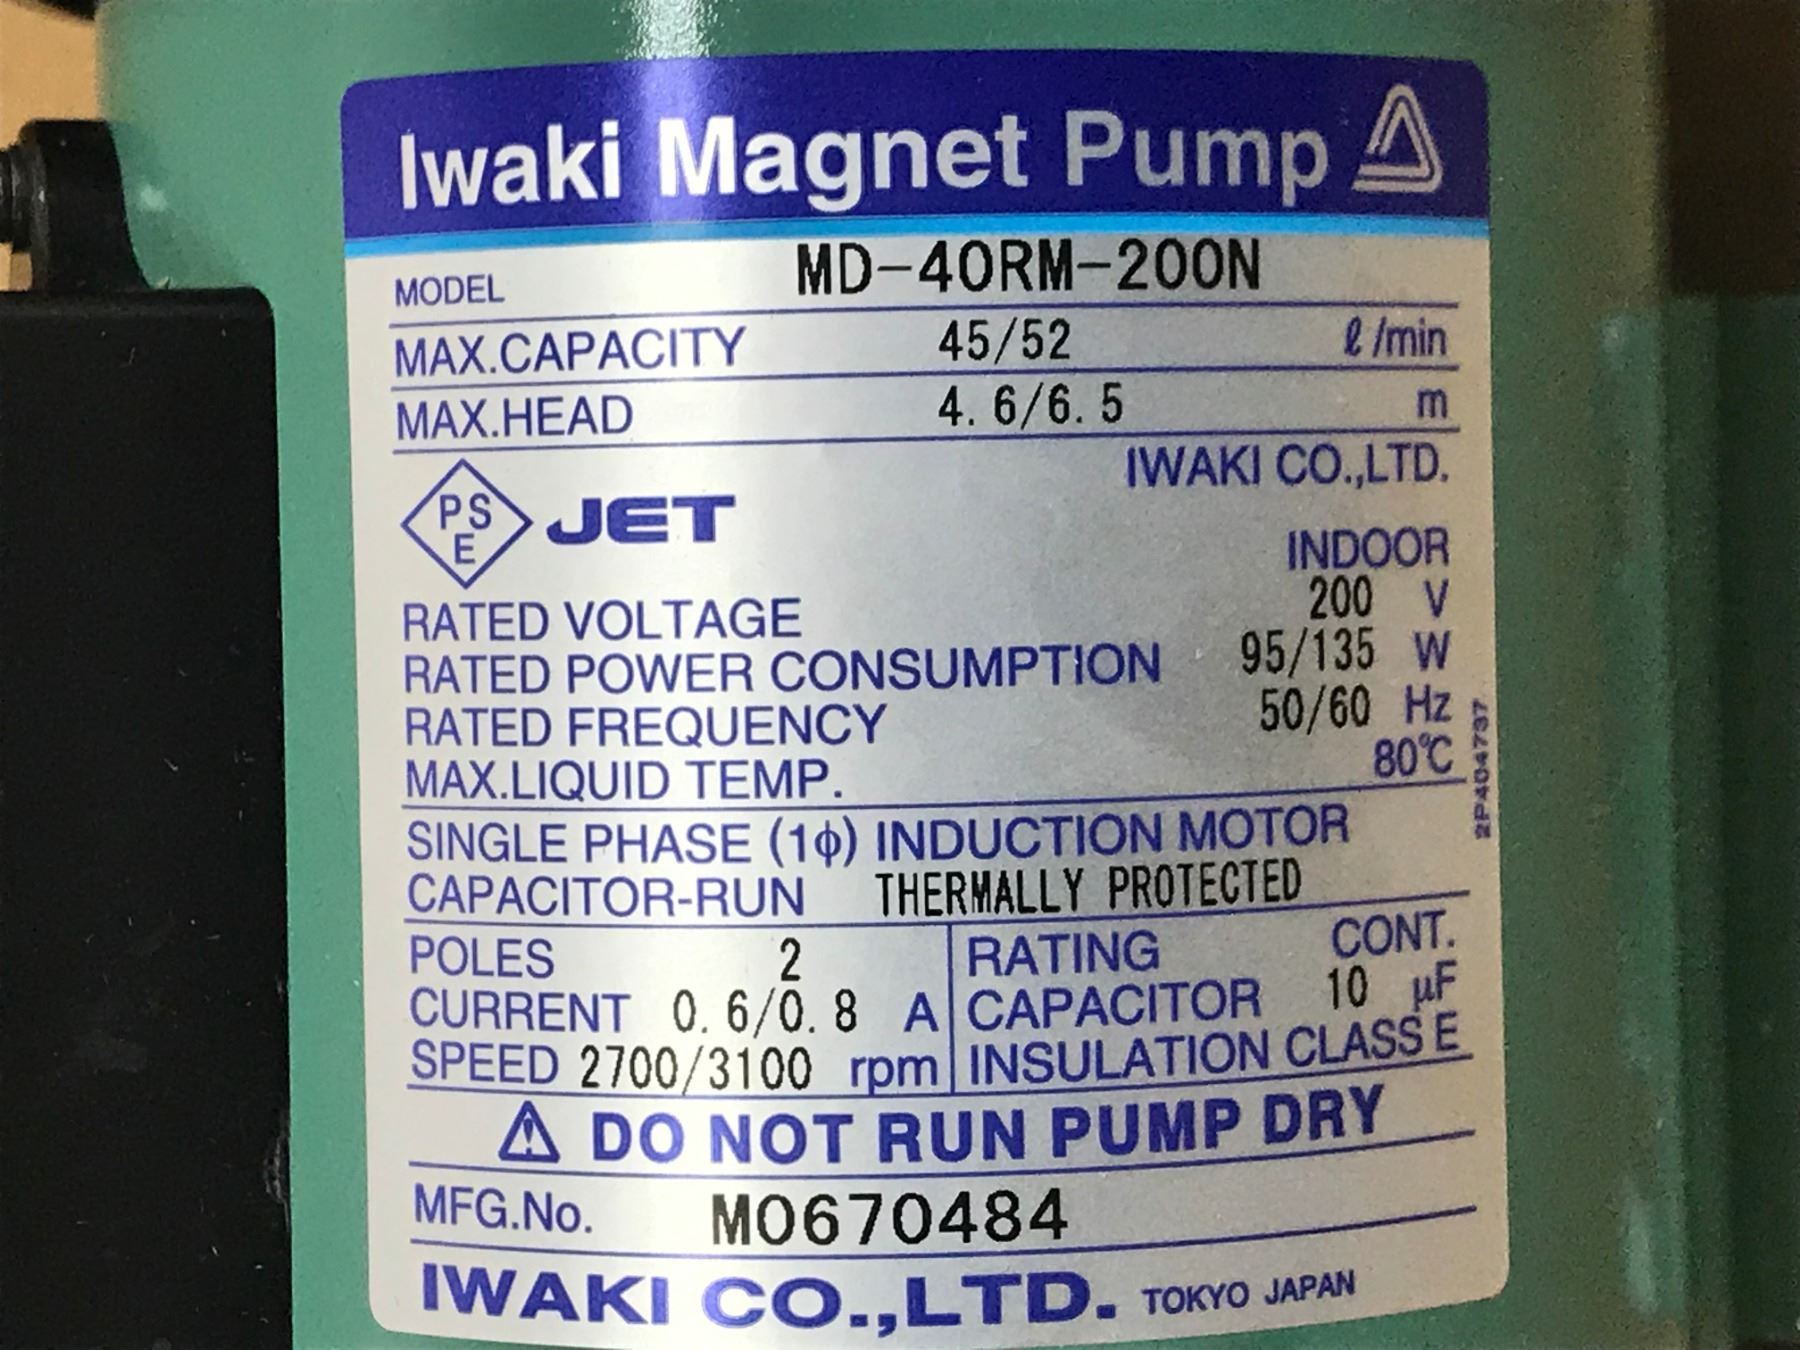 Iwaki Magnet Pump
MODEL MD-40RM-200N
MAX.CAPACITY 45/52 ℓ/min
MAX.HEAD 4.6/6.5 m
IWAKI CO.,LTD.
PS
E
JET
INDOOR
RATED VOLTAGE 200 V
RATED POWER CONSUMPTION 95/135 W
RATED FREQUENCY 50/60 Hz
MAX.LIQUID TEMP. 80℃
2P404737
SINGLE PHASE (1ϕ) INDUCTION MOTOR
CAPACITOR-RUN THERMALLY PROTECTED
POLES 2
CURRENT 0.6/0.8 A
SPEED 2700/3100 rpm
RATING CONT.
CAPACITOR 10 μF
INSULATION CLASS E
DO NOT RUN PUMP DRY
MFG.No. M0670484
IWAKI CO.,LTD. TOKYO JAPAN